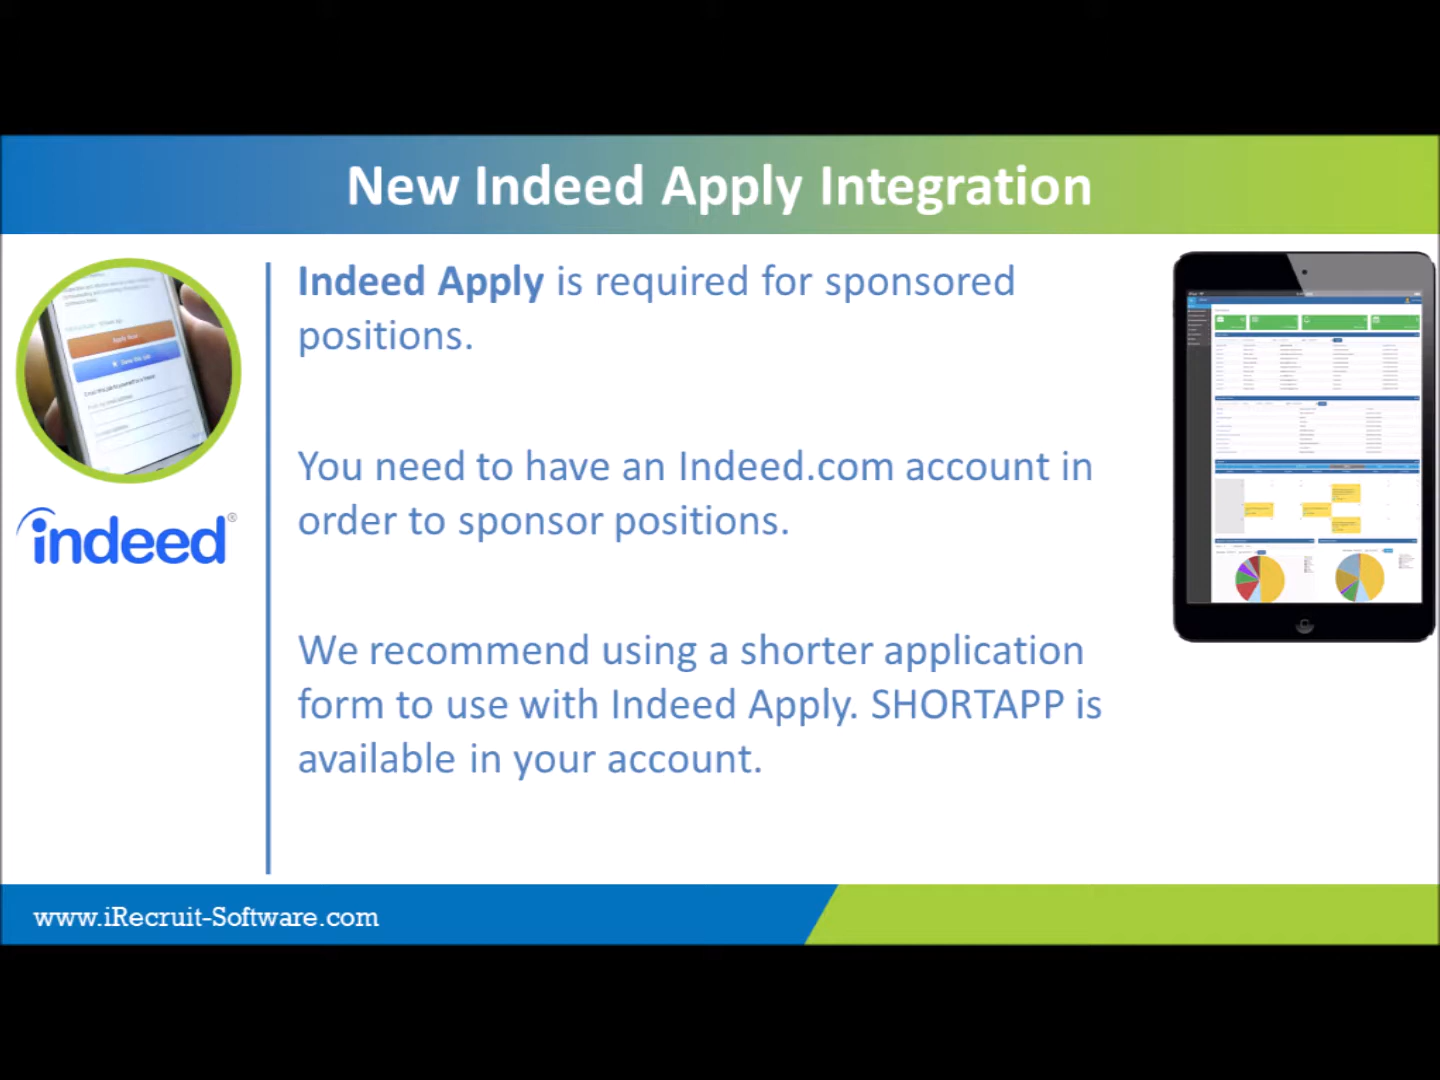 New Indeed Apply Integration
Indeed Apply is required for sponsored
positions.
You need to have an Indeed.com account in
order to sponsor positions.
We recommend using a shorter application
form to use with Indeed Apply. SHORTAPP is
available in your account.
Apply Now
indeed®
www.iRecruit-Software.com